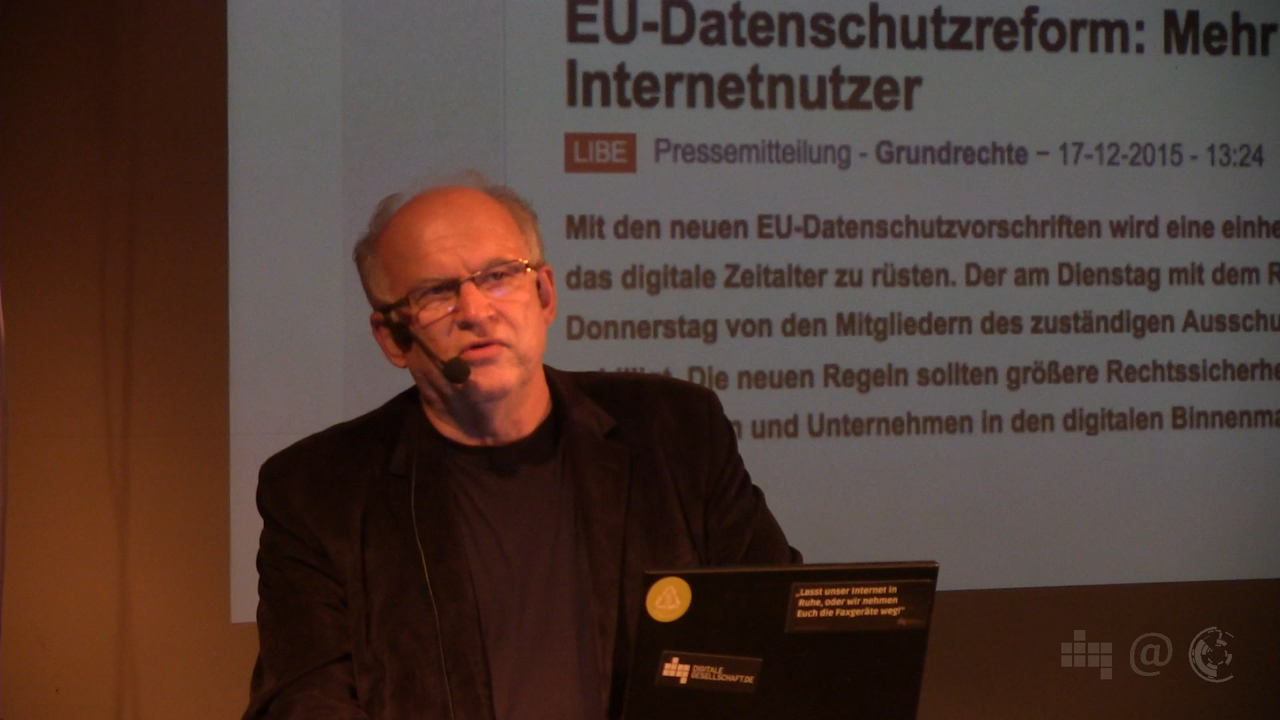 EU-Datenschutzreform: Mehr
Internetnutzer
LIBE Pressemitteilung - Grundrechte – 17-12-2015 - 13:24
Mit den neuen EU-Datenschutzvorschriften wird eine einhe
das digitale Zeitalter zu rüsten. Der am Dienstag mit dem R
Donnerstag von den Mitgliedern des zuständigen Ausschu
Die neuen Regeln sollten größere Rechtssicherhe
und Unternehmen in den digitalen Binnenma
„Lasst unser Internet in
Ruhe, oder wir nehmen
Euch die Faxgeräte weg!"
DIGITALE
GESELLSCHAFT.DE
@